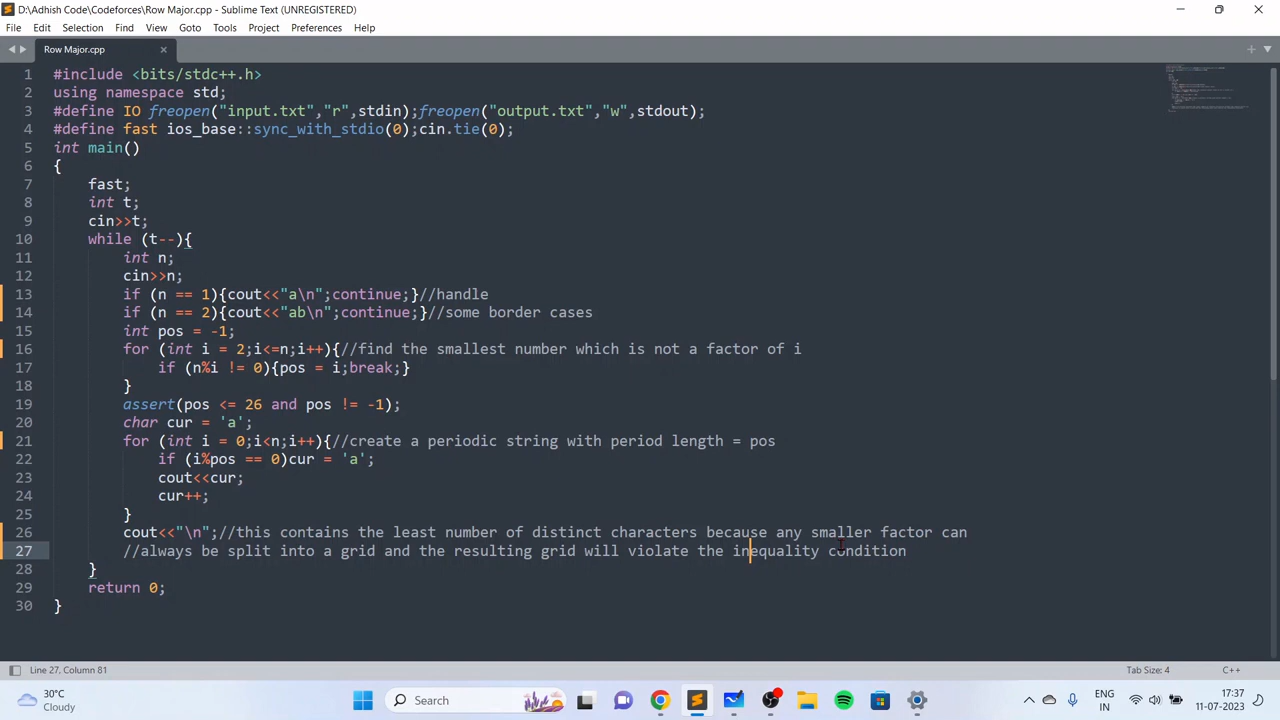 D:\Adhish Code\Codeforces\Row Major.cpp - Sublime Text (UNREGISTERED)
File Edit Selection Find View Goto Tools Project Preferences Help
Row Major.cpp
1 #include <bits/stdc++.h>
2 using namespace std;
3 #define IO freopen("input.txt","r",stdin);freopen("output.txt","w",stdout);
4 #define fast ios_base::sync_with_stdio(0);cin.tie(0);
5 int main()
6 {
7 fast;
8 int t;
9 cin>>t;
10 while (t--){
11 int n;
12 cin>>n;
13 if (n == 1){cout<<"a\n";continue;}//handle
14 if (n == 2){cout<<"ab\n";continue;}//some border cases
15 int pos = -1;
16 for (int i = 2;i<=n;i++){//find the smallest number which is not a factor of i
17 if (n%i != 0){pos = i;break;}
18 }
19 assert(pos <= 26 and pos != -1);
20 char cur = 'a';
21 for (int i = 0;i<n;i++){//create a periodic string with period length = pos
22 if (i%pos == 0)cur = 'a';
23 cout<<cur;
24 cur++;
25 }
26 cout<<"\n";//this contains the least number of distinct characters because any smaller factor can
27 //always be split into a grid and the resulting grid will violate the inequality condition
28 }
29 return 0;
30 }
Line 27, Column 81 Tab Size: 4 C++
30°C
Cloudy
Search
ENG
IN
17:37
11-07-2023